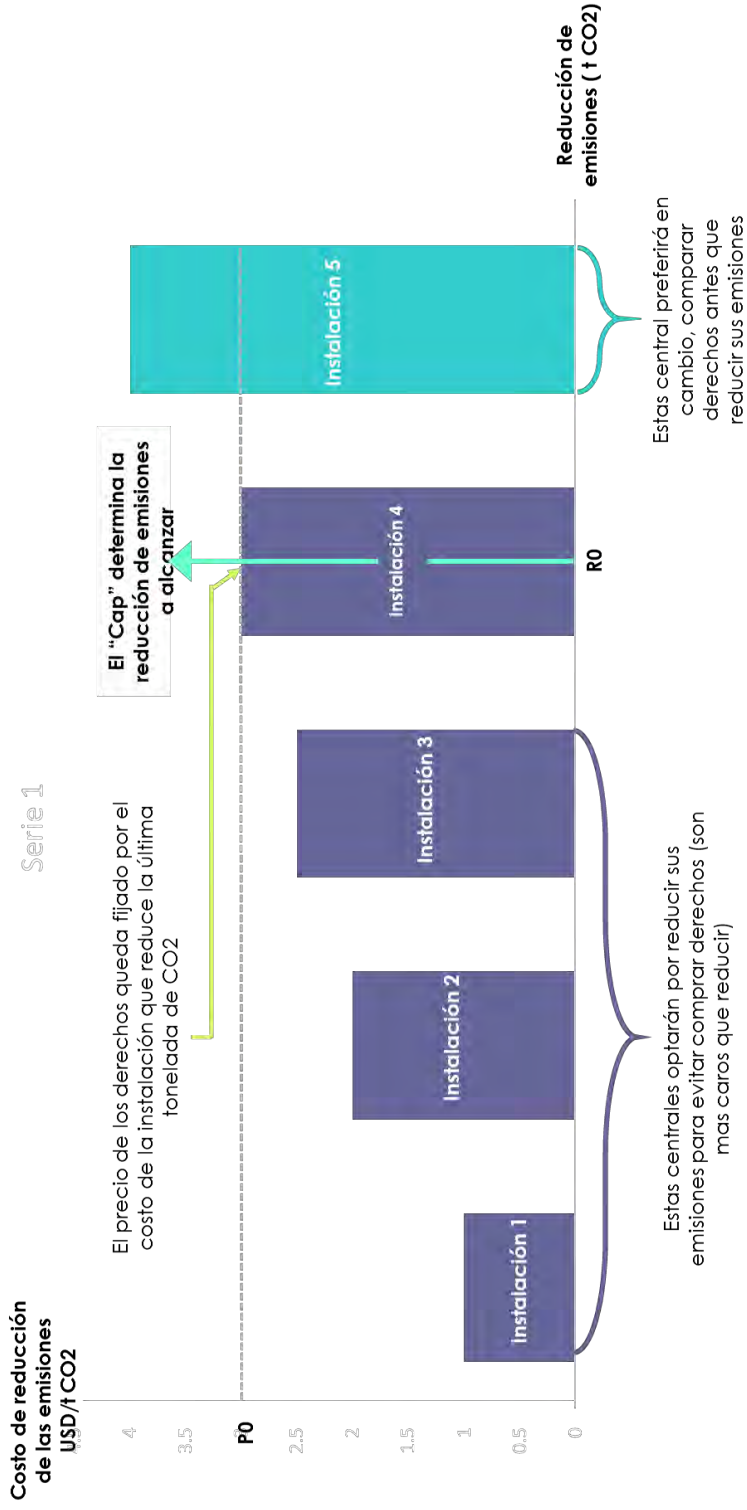 Costo de reducción
de las emisiones
USD/t CO2
Serie 1
El precio de los derechos queda fijado por el
costo de la instalación que reduce la última
tonelada de CO2
El “Cap” determina la
reducción de emisiones
a alcanzar
4
3.5
P0
2.5
2
1.5
1
0.5
0
Instalación 1
Instalación 2
Instalación 3
Instalación 4
Instalación 5
R0
Reducción de
emisiones ( t CO2)
Estas centrales optarán por reducir sus
emisiones para evitar comprar derechos (son
mas caros que reducir)
Estas central preferirá en
cambio, comparar
derechos antes que
reducir sus emisiones